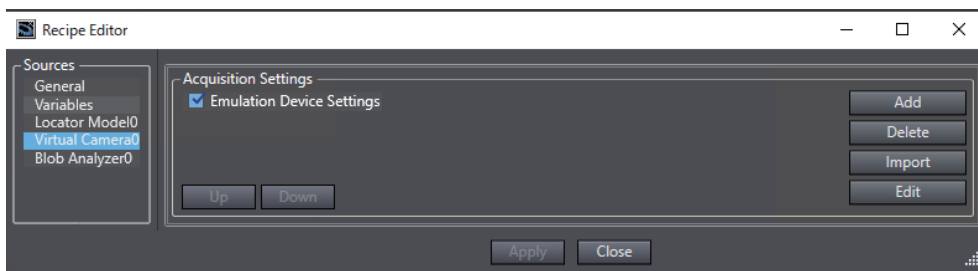 Recipe Editor
Sources
General
Variables
Locator Model0
Virtual Camera0
Blob Analyzer0
Acquisition Settings
Emulation Device Settings
Add
Delete
Import
Edit
Up Down
Apply Close